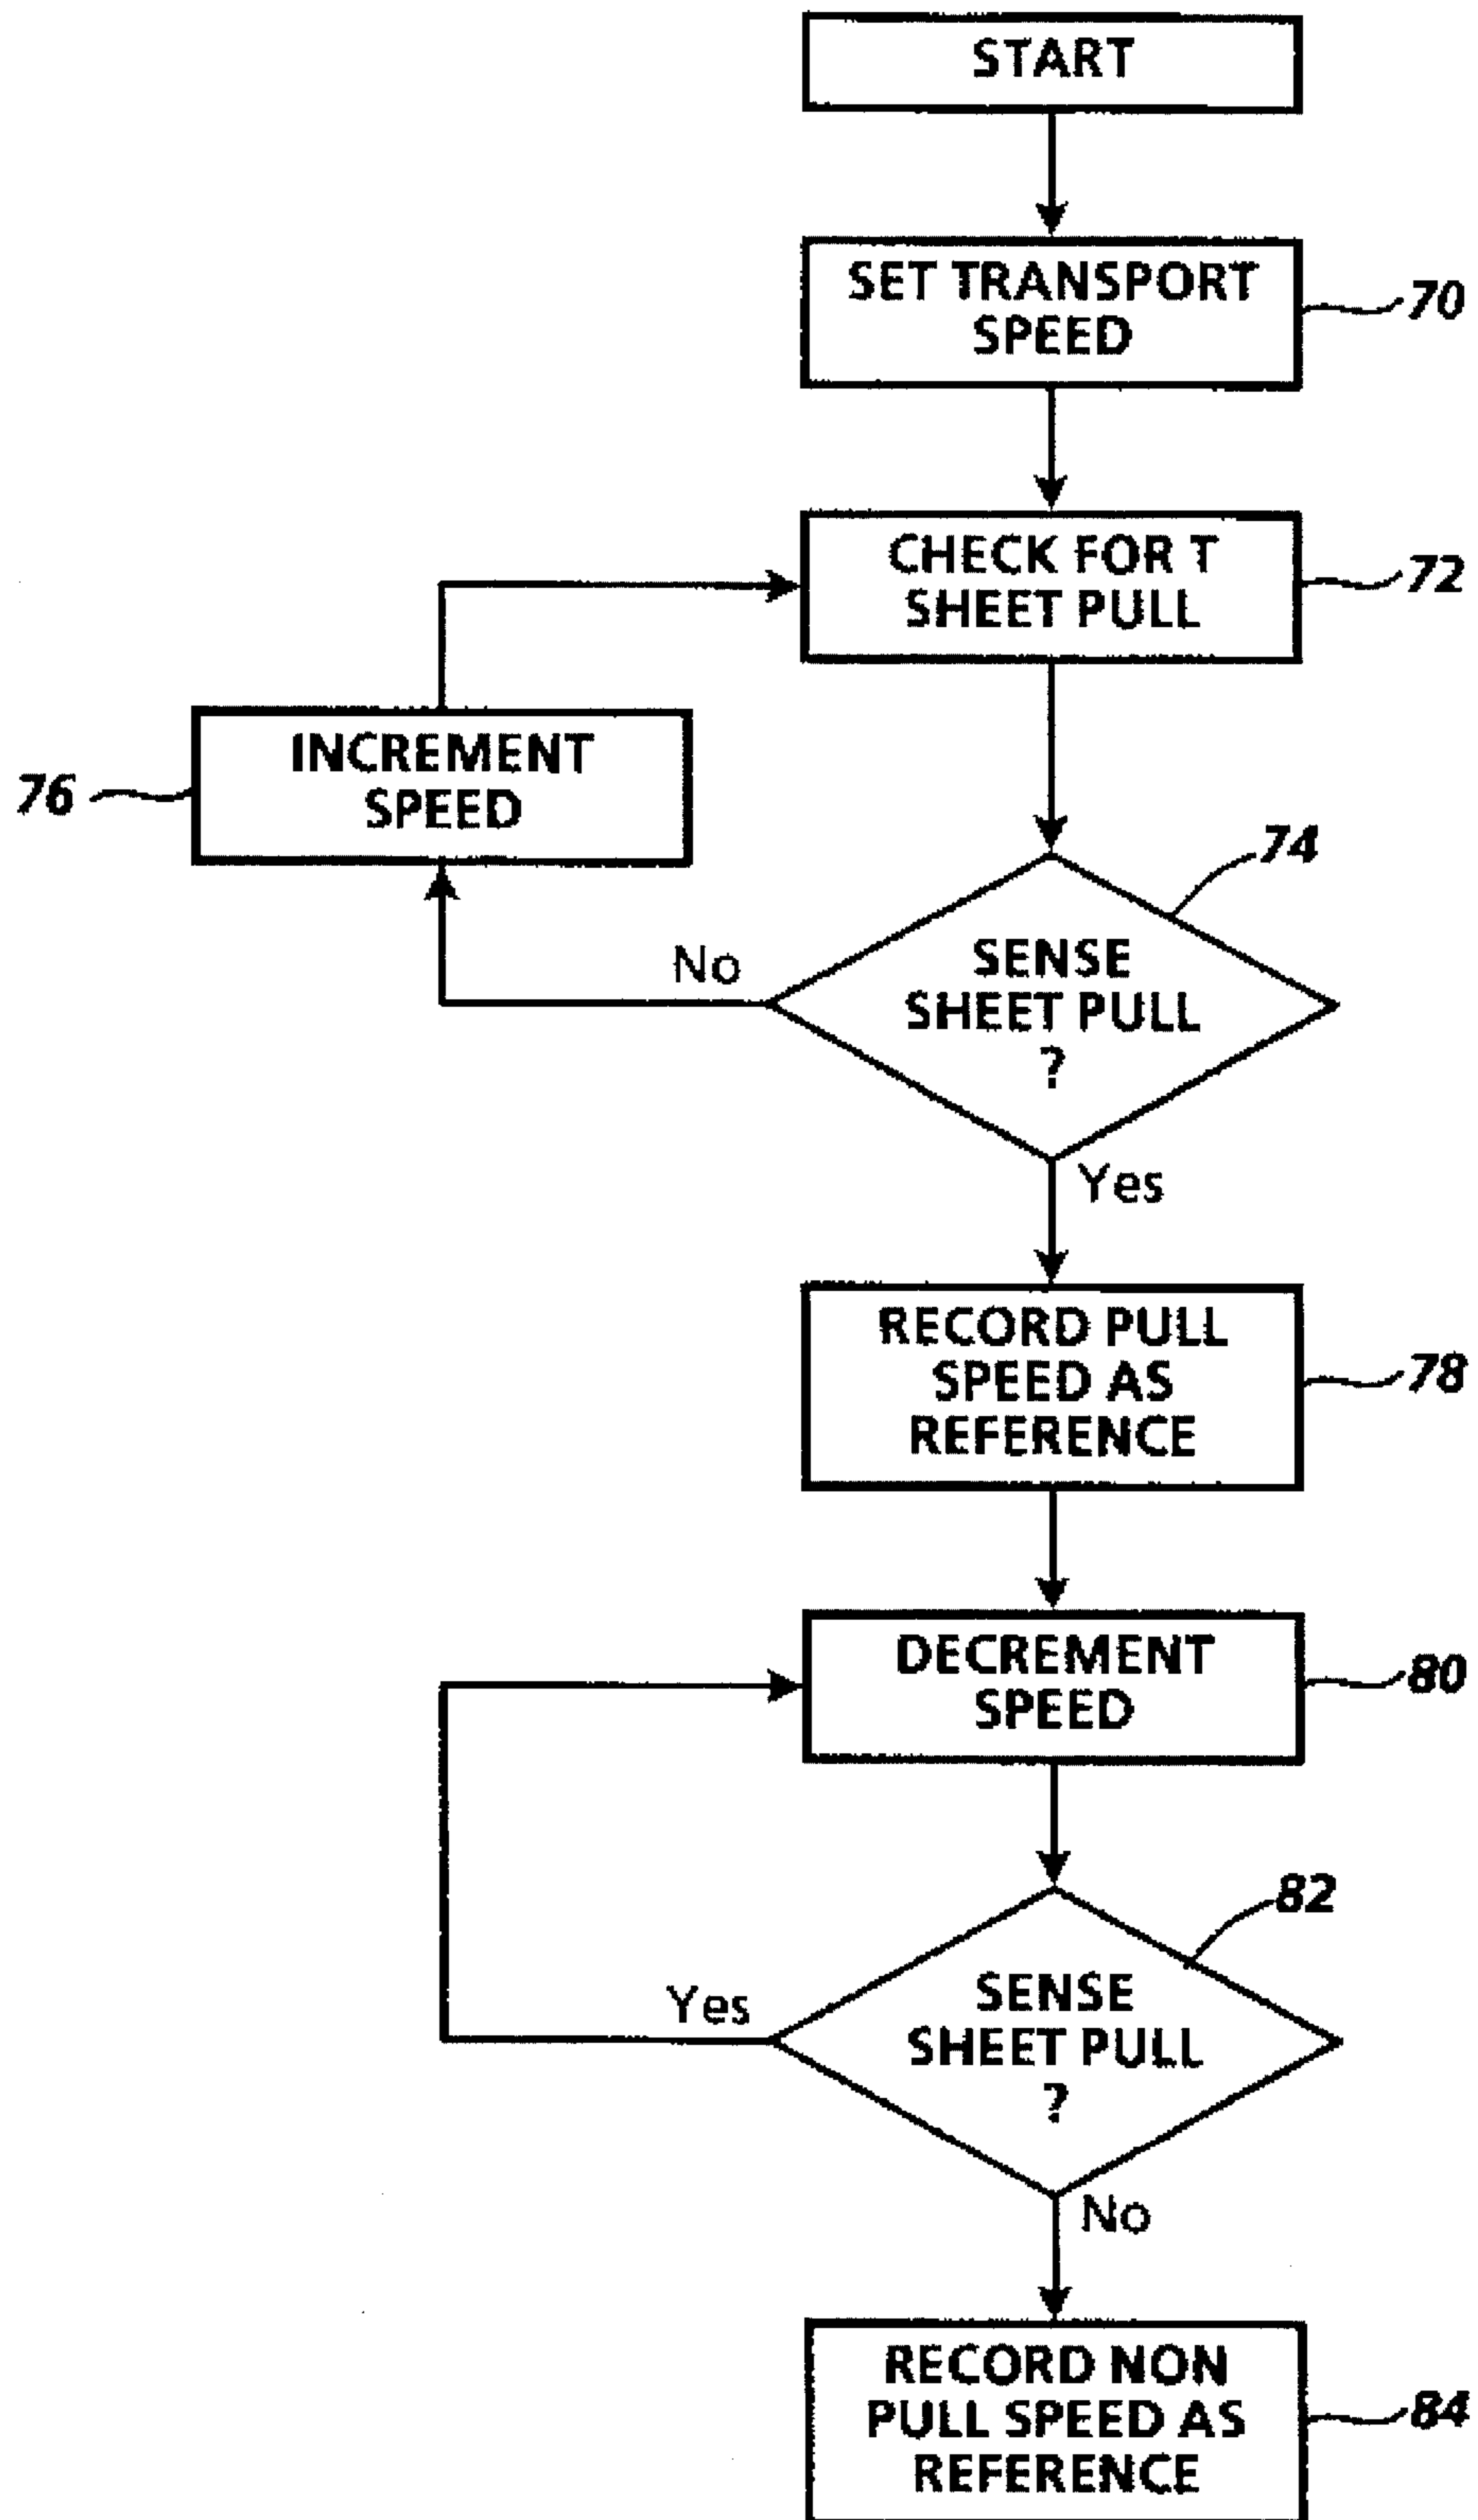 START
SET TRANSPORT
SPEED
70
CHECK FOR T
SHEET PULL
72
INCREMENT
SPEED
76
74
SENSE
SHEET PULL
?
No
Yes
RECORD PULL
SPEED AS
REFERENCE
78
DECREMENT
SPEED
80
82
SENSE
SHEET PULL
?
Yes
No
RECORD NON
PULL SPEED AS
REFERENCE
84